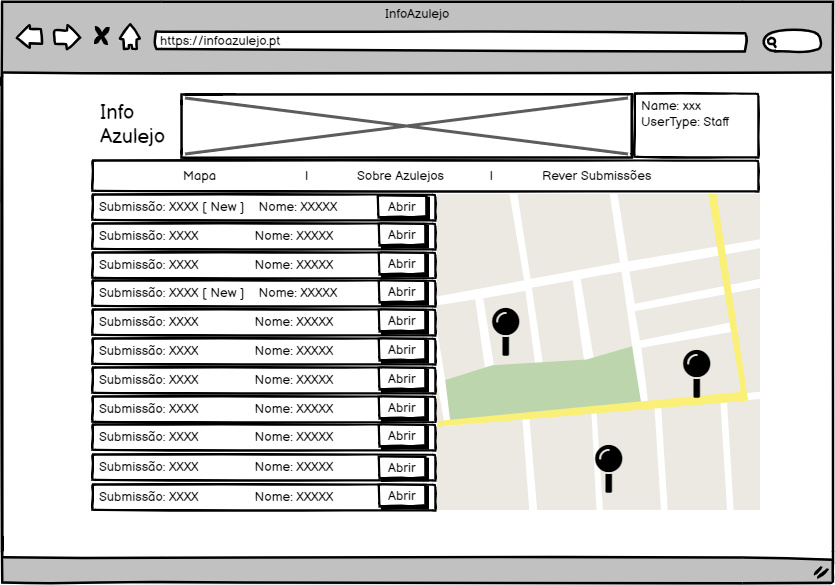 InfoAzulejo
https://infoazulejo.pt
Info
Azulejo
Name: xxx
UserType: Staff
Mapa | Sobre Azulejos | Rever Submissões
Submissão: XXXX [ New ] Nome: XXXXX Abrir
Submissão: XXXX Nome: XXXXX Abrir
Submissão: XXXX Nome: XXXXX Abrir
Submissão: XXXX [ New ] Nome: XXXXX Abrir
Submissão: XXXX Nome: XXXXX Abrir
Submissão: XXXX Nome: XXXXX Abrir
Submissão: XXXX Nome: XXXXX Abrir
Submissão: XXXX Nome: XXXXX Abrir
Submissão: XXXX Nome: XXXXX Abrir
Submissão: XXXX Nome: XXXXX Abrir
Submissão: XXXX Nome: XXXXX Abrir